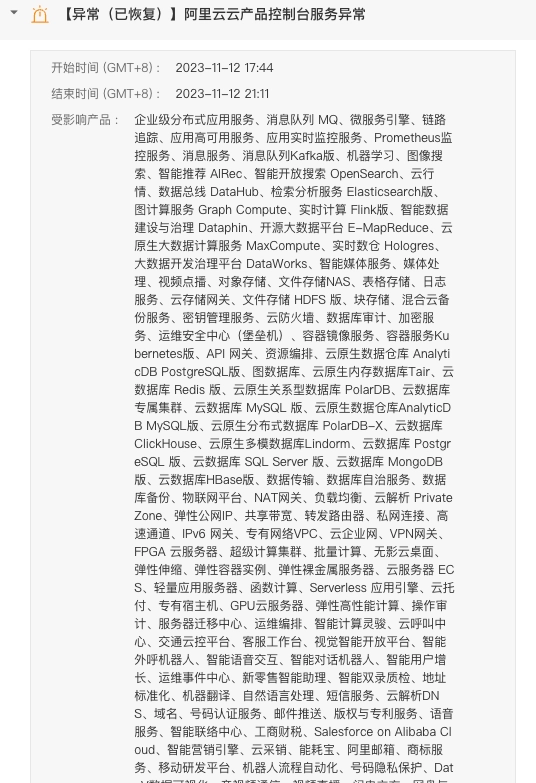 【异常（已恢复）】阿里云云产品控制台服务异常
开始时间 (GMT+8)： 2023-11-12 17:44
结束时间 (GMT+8)： 2023-11-12 21:11
受影响产品： 企业级分布式应用服务、消息队列 MQ、微服务引擎、链路
追踪、应用高可用服务、应用实时监控服务、Prometheus监
控服务、消息服务、消息队列Kafka版、机器学习、图像搜
索、智能推荐 AIRec、智能开放搜索 OpenSearch、云行
情、数据总线 DataHub、检索分析服务 Elasticsearch版、
图计算服务 Graph Compute、实时计算 Flink版、智能数据
建设与治理 Dataphin、开源大数据平台 E-MapReduce、云
原生大数据计算服务 MaxCompute、实时数仓 Hologres、
大数据开发治理平台 DataWorks、智能媒体服务、媒体处
理、视频点播、对象存储、文件存储NAS、表格存储、日志
服务、云存储网关、文件存储 HDFS 版、块存储、混合云备
份服务、密钥管理服务、云防火墙、数据库审计、加密服
务、运维安全中心（堡垒机）、容器镜像服务、容器服务Ku
bernetes版、API 网关、资源编排、云原生数据仓库 Analyti
cDB PostgreSQL版、图数据库、云原生内存数据库Tair、云
数据库 Redis 版、云原生关系型数据库 PolarDB、云数据库
专属集群、云数据库 MySQL 版、云原生数据仓库AnalyticD
B MySQL版、云原生分布式数据库 PolarDB-X、云数据库
ClickHouse、云原生多模数据库Lindorm、云数据库 Postgr
eSQL 版、云数据库 SQL Server 版、云数据库 MongoDB
版、云数据库HBase版、数据传输、数据库自治服务、数据
库备份、物联网平台、NAT网关、负载均衡、云解析 Private
Zone、弹性公网IP、共享带宽、转发路由器、私网连接、高
速通道、IPv6 网关、专有网络VPC、云企业网、VPN网关、
FPGA 云服务器、超级计算集群、批量计算、无影云桌面、
弹性伸缩、弹性容器实例、弹性裸金属服务器、云服务器 EC
S、轻量应用服务器、函数计算、Serverless 应用引擎、云托
付、专有宿主机、GPU云服务器、弹性高性能计算、操作审
计、服务器迁移中心、运维编排、智能计算灵骏、云呼叫中
心、交通云控平台、客服工作台、视觉智能开放平台、智能
外呼机器人、智能语音交互、智能对话机器人、智能用户增
长、运维事件中心、新零售智能助理、智能双录质检、地址
标准化、机器翻译、自然语言处理、短信服务、云解析DN
S、域名、号码认证服务、邮件推送、版权与专利服务、语音
服务、智能联络中心、工商财税、Salesforce on Alibaba Cl
oud、智能营销引擎、云采销、能耗宝、阿里邮箱、商标服
务、移动研发平台、机器人流程自动化、号码隐私保护、Dat